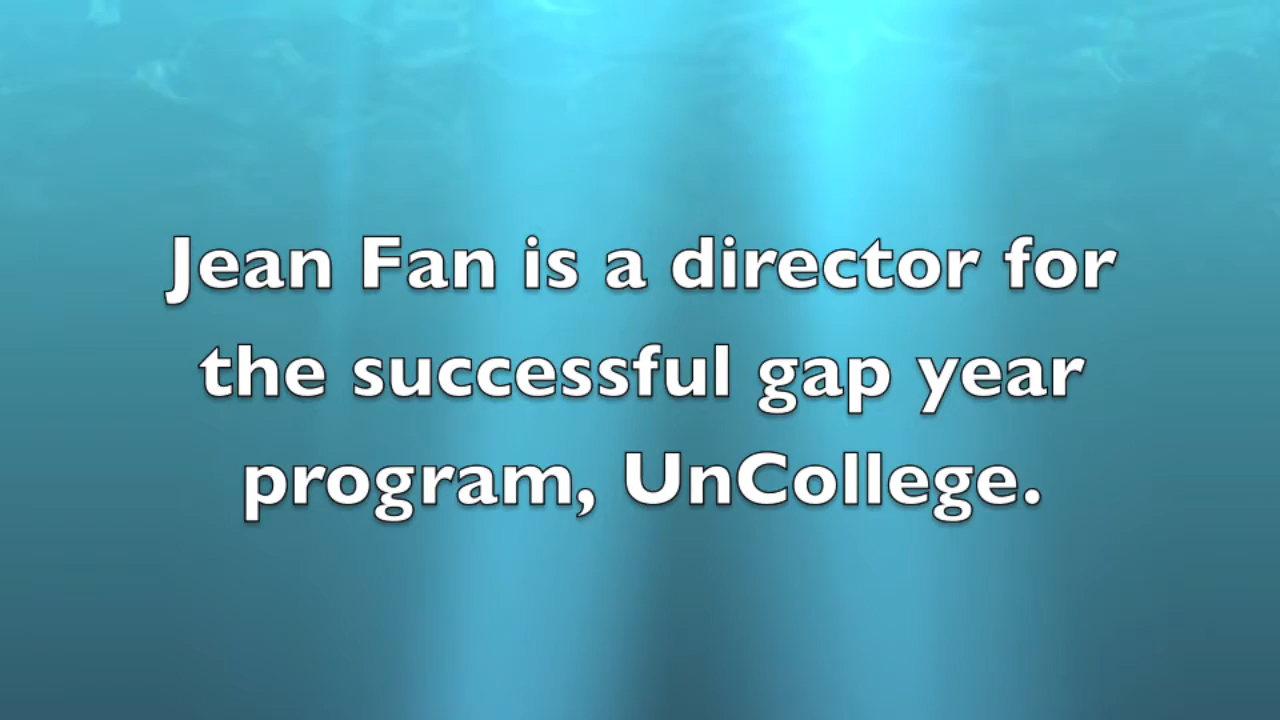 Jean Fan is a director for
the successful gap year
program, UnCollege.